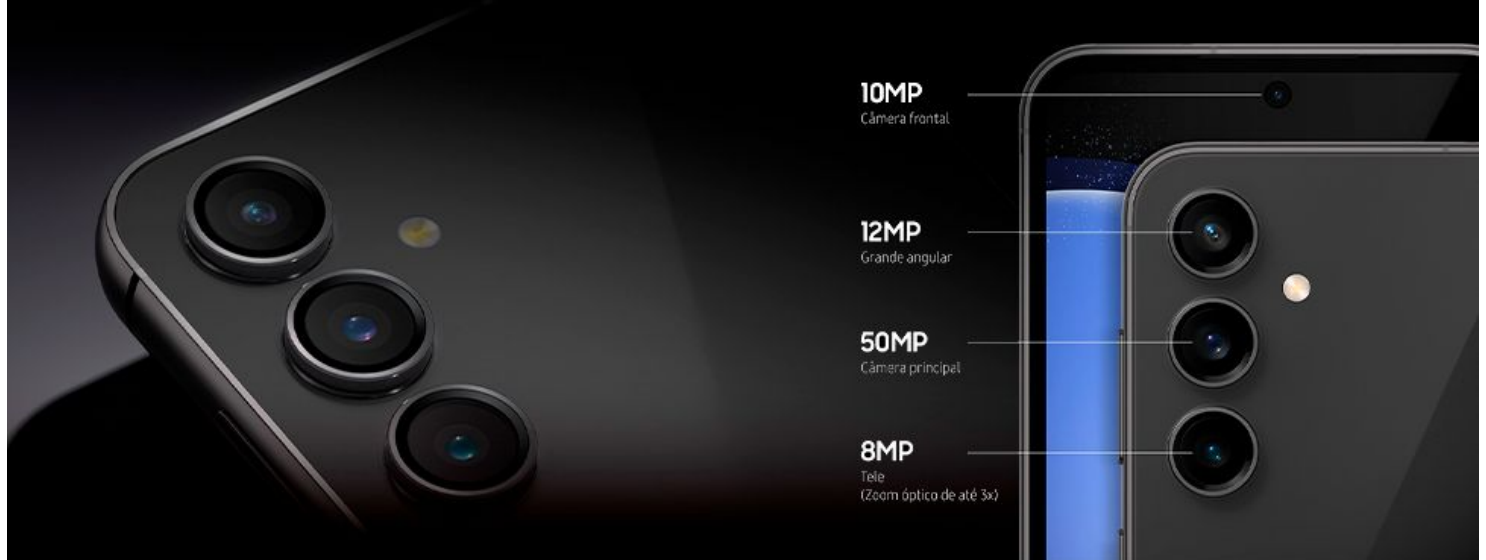 10MP
Câmera frontal
12MP
Grande angular
50MP
Câmera principal
8MP
Tele
(Zoom óptico de até 3x)